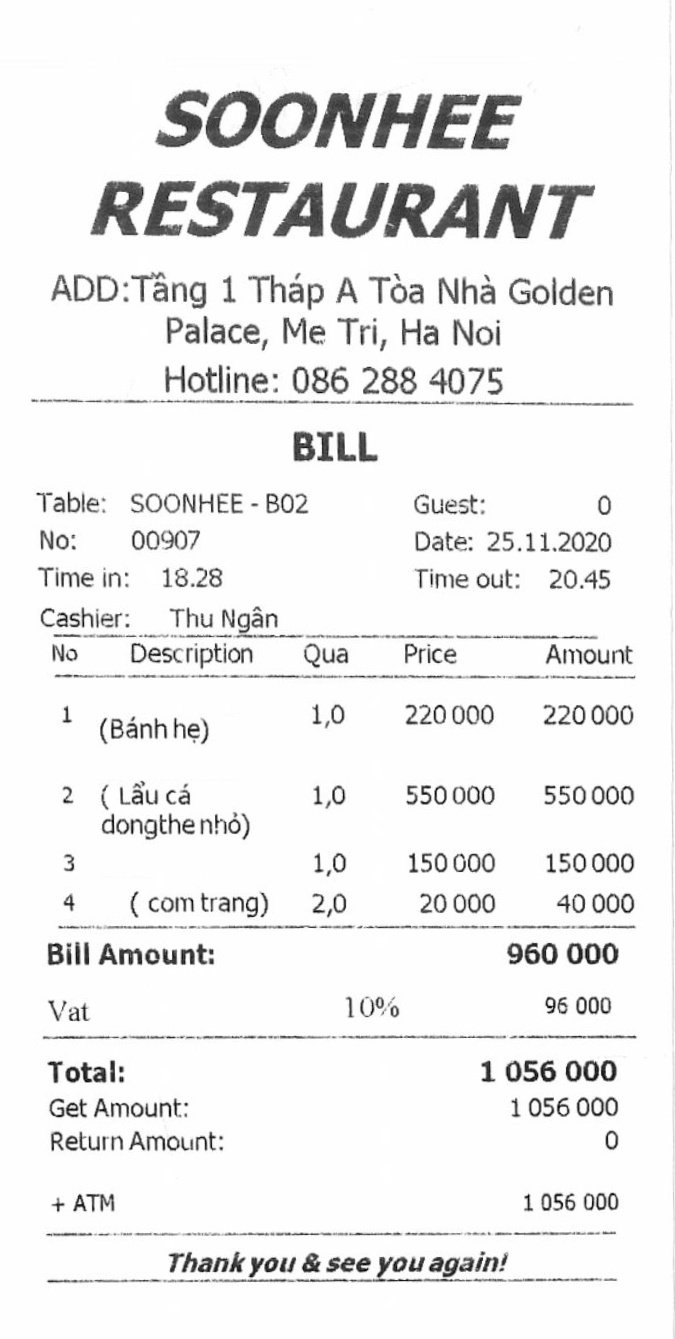 SOONHEE
RESTAURANT
ADD:Tầng 1 Tháp A Tòa Nhà Golden
Palace, Me Tri, Ha Noi
Hotline: 086 288 4075
BILL
Table: SOONHEE - B02 Guest: 0
No: 00907 Date: 25.11.2020
Time in: 18.28 Time out: 20.45
Cashier: Thu Ngân
No Description Qua Price Amount
1 (Bánh hẹ) 1,0 220 000 220 000
2 ( Lẩu cá 1,0 550 000 550 000
dongthe nhỏ)
3 1,0 150 000 150 000
4 ( com trang) 2,0 20 000 40 000
Bill Amount: 960 000
Vat 10% 96 000
Total: 1 056 000
Get Amount: 1 056 000
Return Amount: 0
+ ATM 1 056 000
Thank you & see you again!